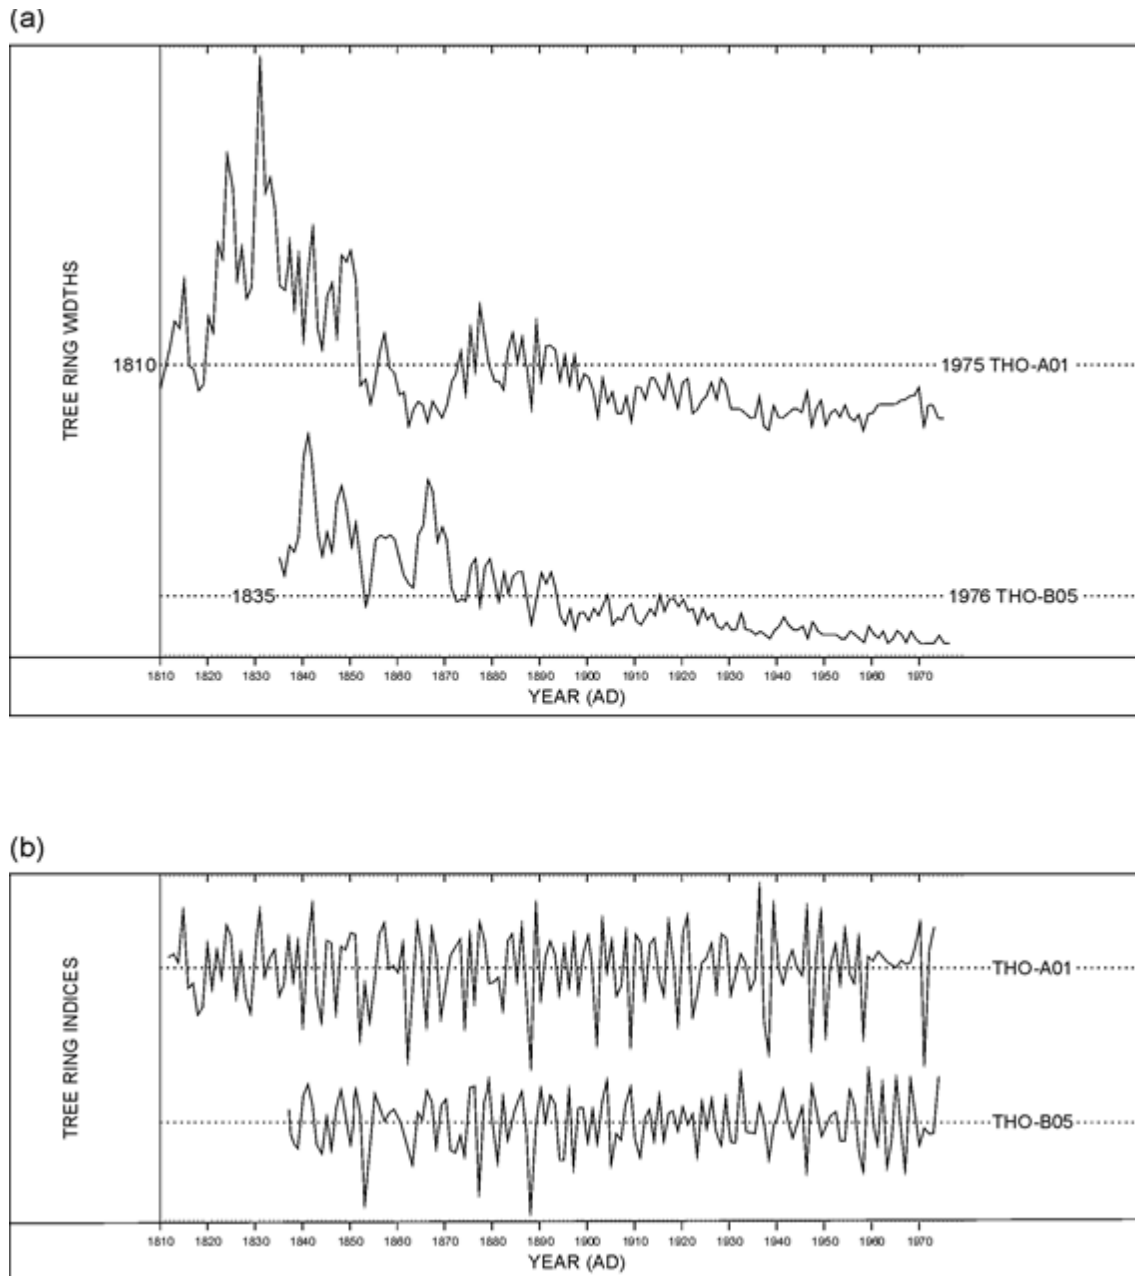 (a)
TREE RING WIDTHS
1810 1975 THO-A01
1835 1976 THO-B05
1810 1820 1830 1840 1850 1860 1870 1880 1890 1900 1910 1920 1930 1940 1950 1960 1970
YEAR (AD)
(b)
TREE RING INDICES
THO-A01
THO-B05
1810 1820 1830 1840 1850 1860 1870 1880 1890 1900 1910 1920 1930 1940 1950 1960 1970
YEAR (AD)